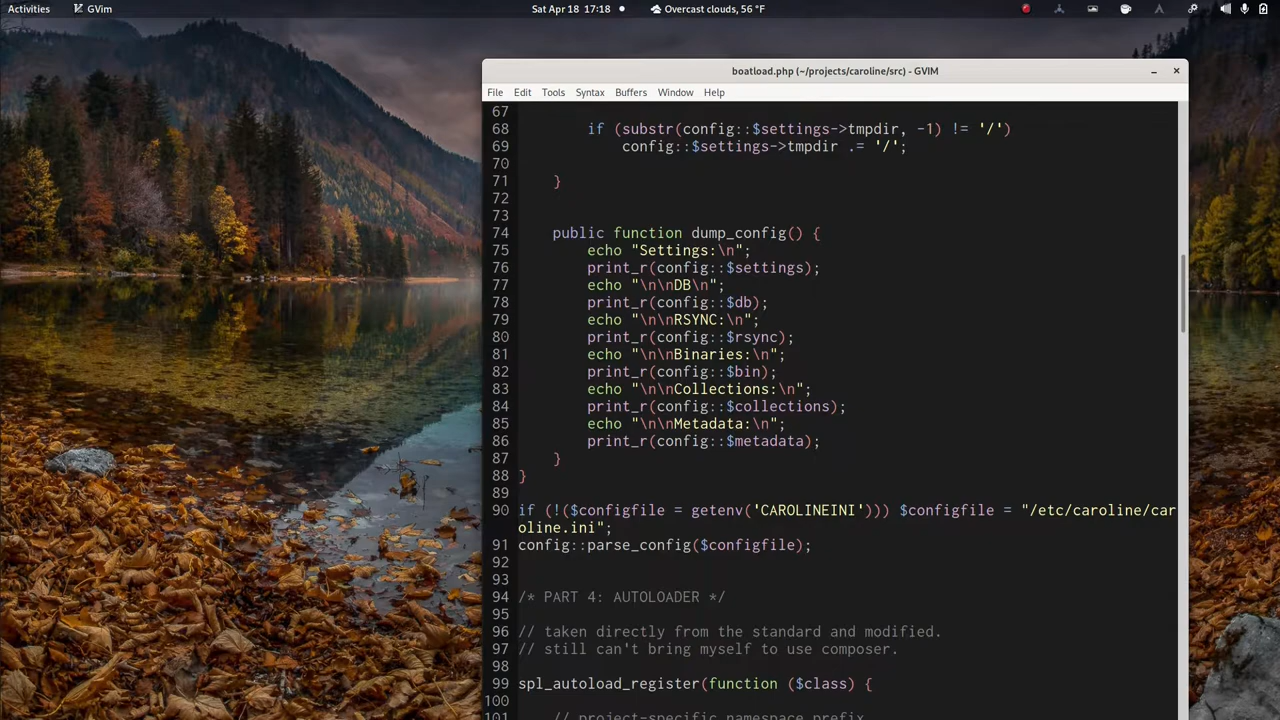 Activities GVim Sat Apr 18 17:18 Overcast clouds, 56 °F
boatload.php (~/projects/caroline/src) - GVIM
File Edit Tools Syntax Buffers Window Help
67
68 if (substr(config::$settings->tmpdir, -1) != '/')
69 config::$settings->tmpdir .= '/';
70
71 }
72
73
74 public function dump_config() {
75 echo "Settings:\n";
76 print_r(config::$settings);
77 echo "\n\nDB\n";
78 print_r(config::$db);
79 echo "\n\nRSYNC:\n";
80 print_r(config::$rsync);
81 echo "\n\nBinaries:\n";
82 print_r(config::$bin);
83 echo "\n\nCollections:\n";
84 print_r(config::$collections);
85 echo "\n\nMetadata:\n";
86 print_r(config::$metadata);
87 }
88 }
89
90 if (!($configfile = getenv('CAROLINEINI'))) $configfile = "/etc/caroline/car
oline.ini";
91 config::parse_config($configfile);
92
93
94 /* PART 4: AUTOLOADER */
95
96 // taken directly from the standard and modified.
97 // still can't bring myself to use composer.
98
99 spl_autoload_register(function ($class) {
100
101 // project-specific namespace prefix